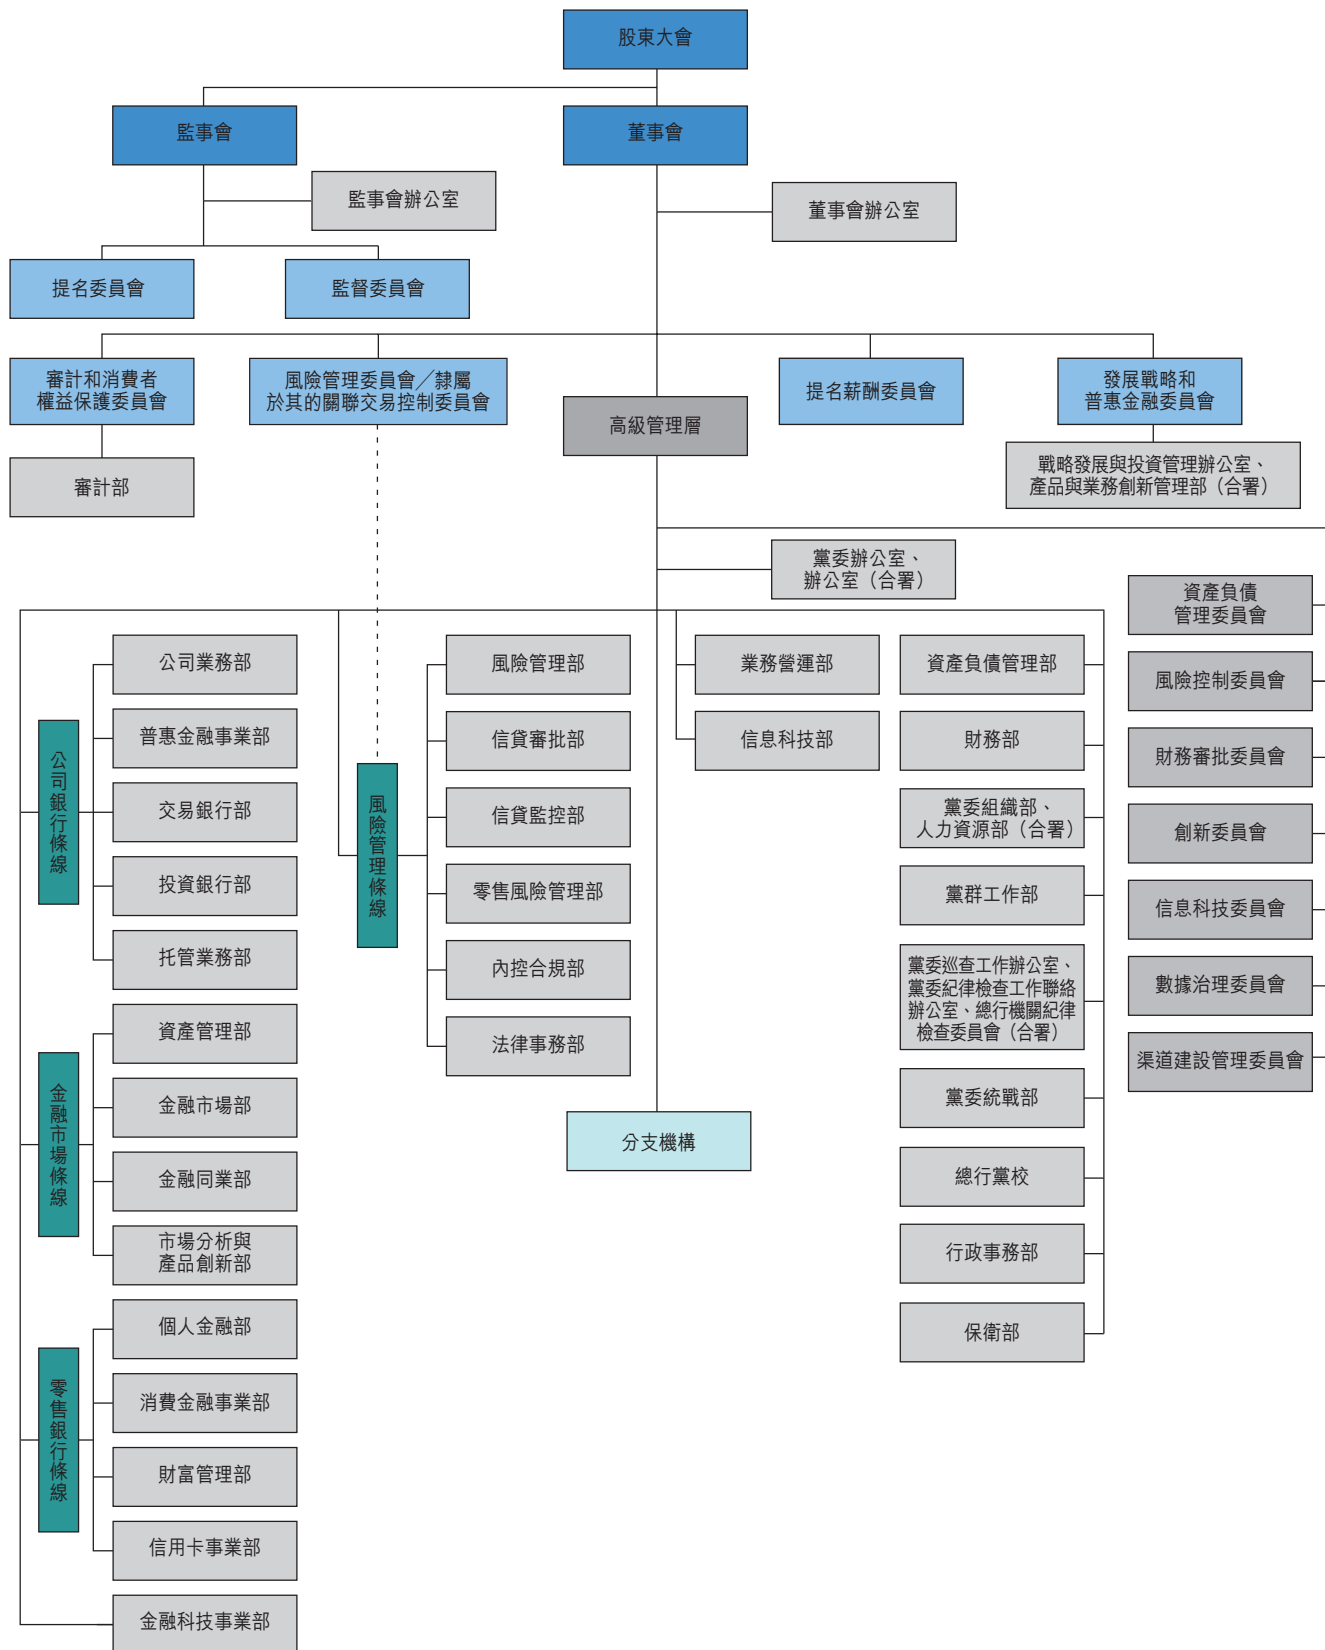 股東大會
監事會
董事會
監事會辦公室
董事會辦公室
提名委員會
監督委員會
審計和消費者
權益保護委員會
風險管理委員會／隸屬
於其的關聯交易控制委員會
提名薪酬委員會
發展戰略和
普惠金融委員會
高級管理層
審計部
戰略發展與投資管理辦公室、
產品與業務創新管理部（合署）
黨委辦公室、
辦公室（合署）
公司銀行條線
公司業務部
普惠金融事業部
交易銀行部
投資銀行部
托管業務部
金融市場條線
資產管理部
金融市場部
金融同業部
市場分析與
產品創新部
零售銀行條線
個人金融部
消費金融事業部
財富管理部
信用卡事業部
金融科技事業部
風險管理條線
風險管理部
信貸審批部
信貸監控部
零售風險管理部
內控合規部
法律事務部
業務營運部
信息科技部
分支機構
資產負債管理部
財務部
黨委組織部、
人力資源部（合署）
黨群工作部
黨委巡查工作辦公室、
黨委紀律檢查工作聯絡
辦公室、總行機關紀律
檢查委員會（合署）
黨委統戰部
總行黨校
行政事務部
保衛部
資產負債
管理委員會
風險控制委員會
財務審批委員會
創新委員會
信息科技委員會
數據治理委員會
渠道建設管理委員會